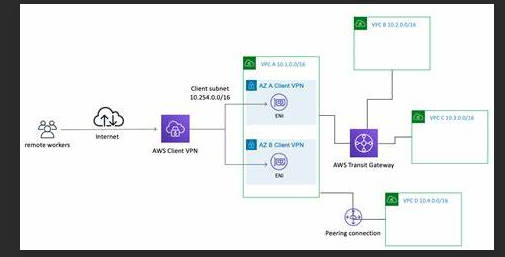 remote workers
Internet
AWS Client VPN
Client subnet
10.254.0.0/16
VPC A 10.1.0.0/16
AZ A Client VPN
ENI
AZ B Client VPN
ENI
AWS Transit Gateway
VPC B 10.2.0.0/16
VPC C 10.3.0.0/16
VPC D 10.4.0.0/16
Peering connection